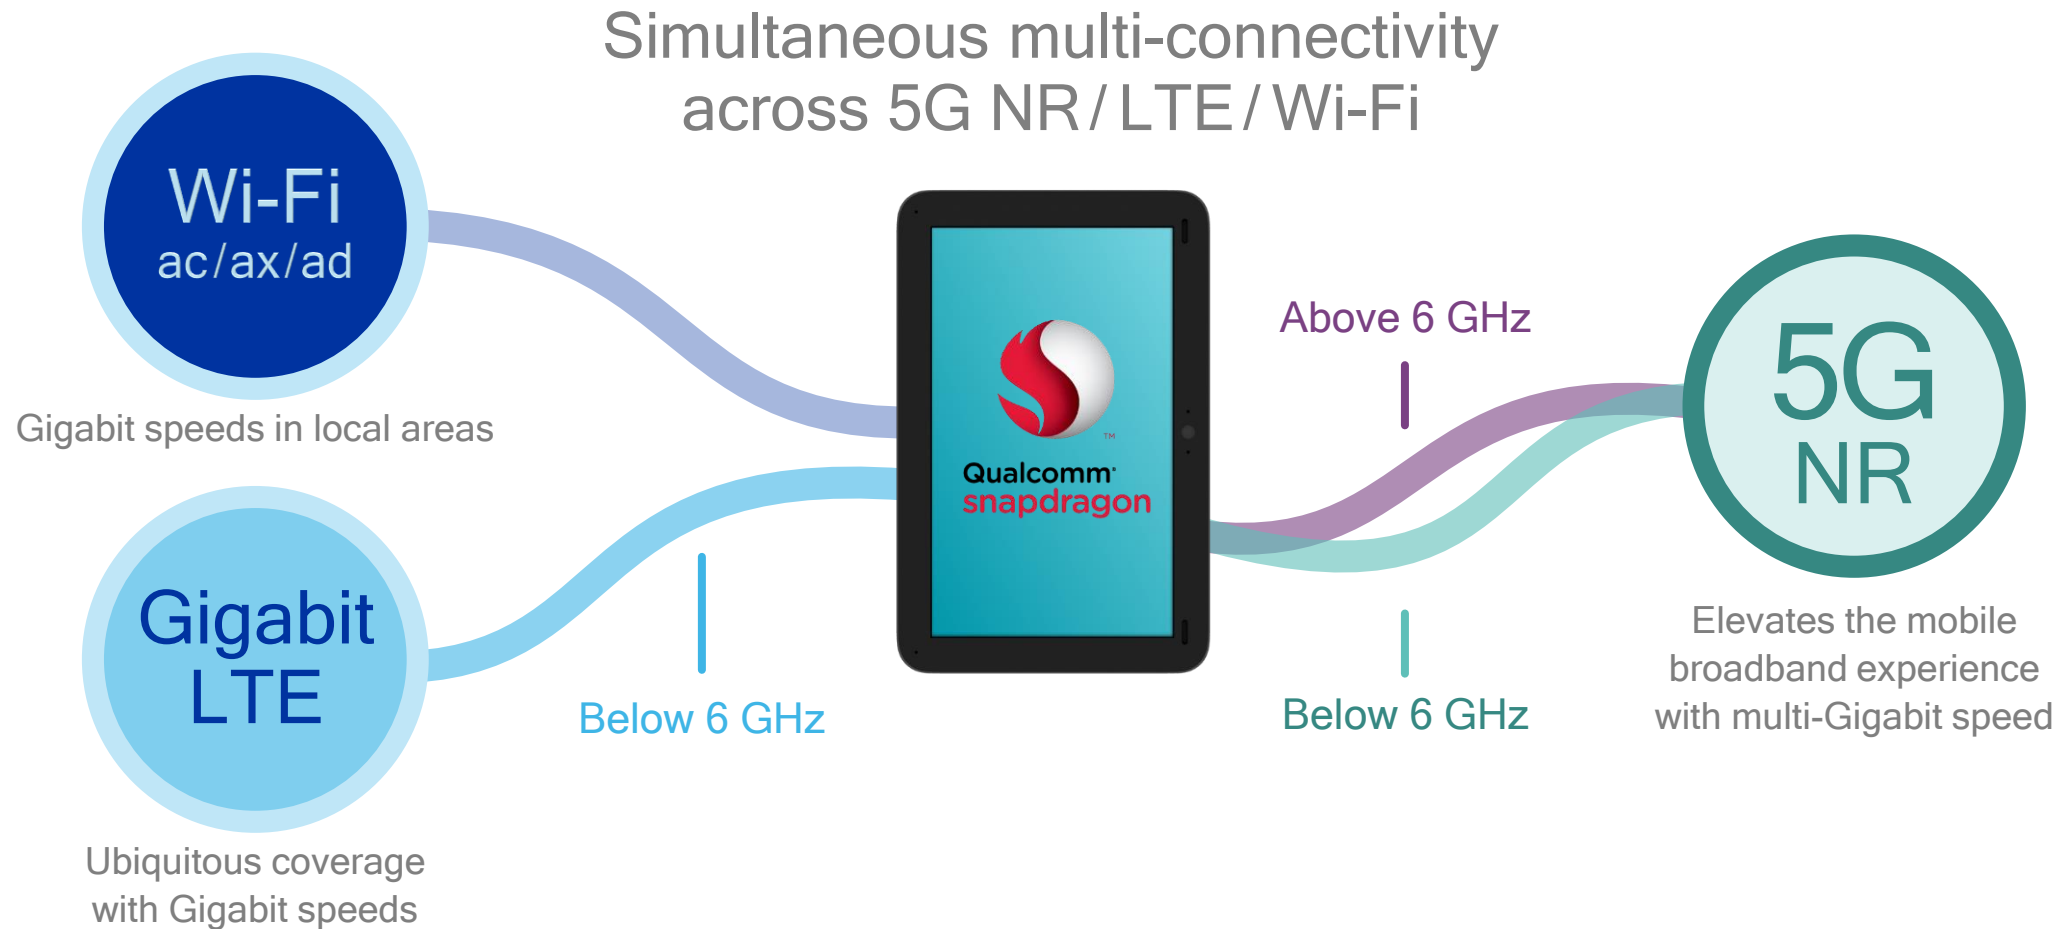 Simultaneous multi-connectivity
across 5G NR / LTE / Wi-Fi
Wi-Fi
ac/ax/ad
Gigabit speeds in local areas
Gigabit
LTE
Ubiquitous coverage
with Gigabit speeds
Below 6 GHz
TM
Qualcomm
snapdragon
Above 6 GHz
Below 6 GHz
5G
NR
Elevates the mobile
broadband experience
with multi-Gigabit speed